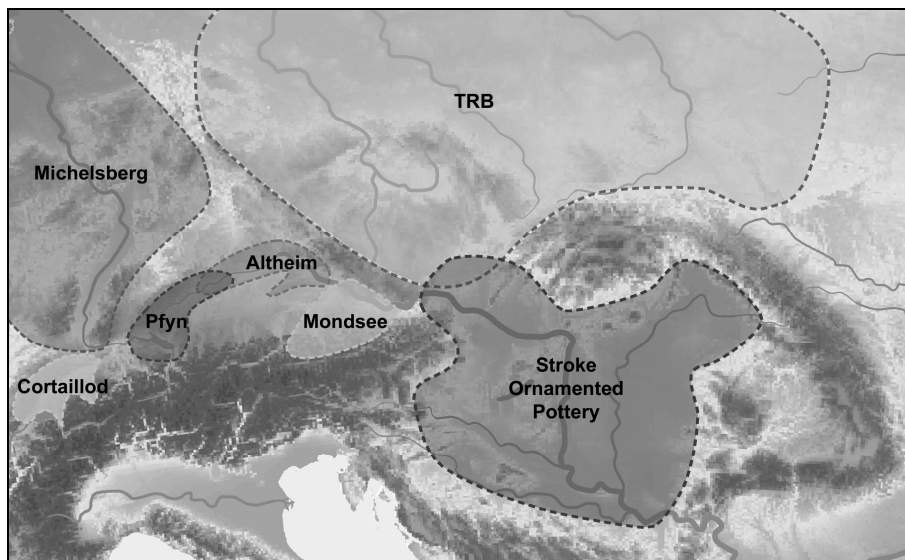 TRB
Michelsberg
Altheim
Pfyn
Mondsee
Cortaillod
Stroke
Ornamented
Pottery